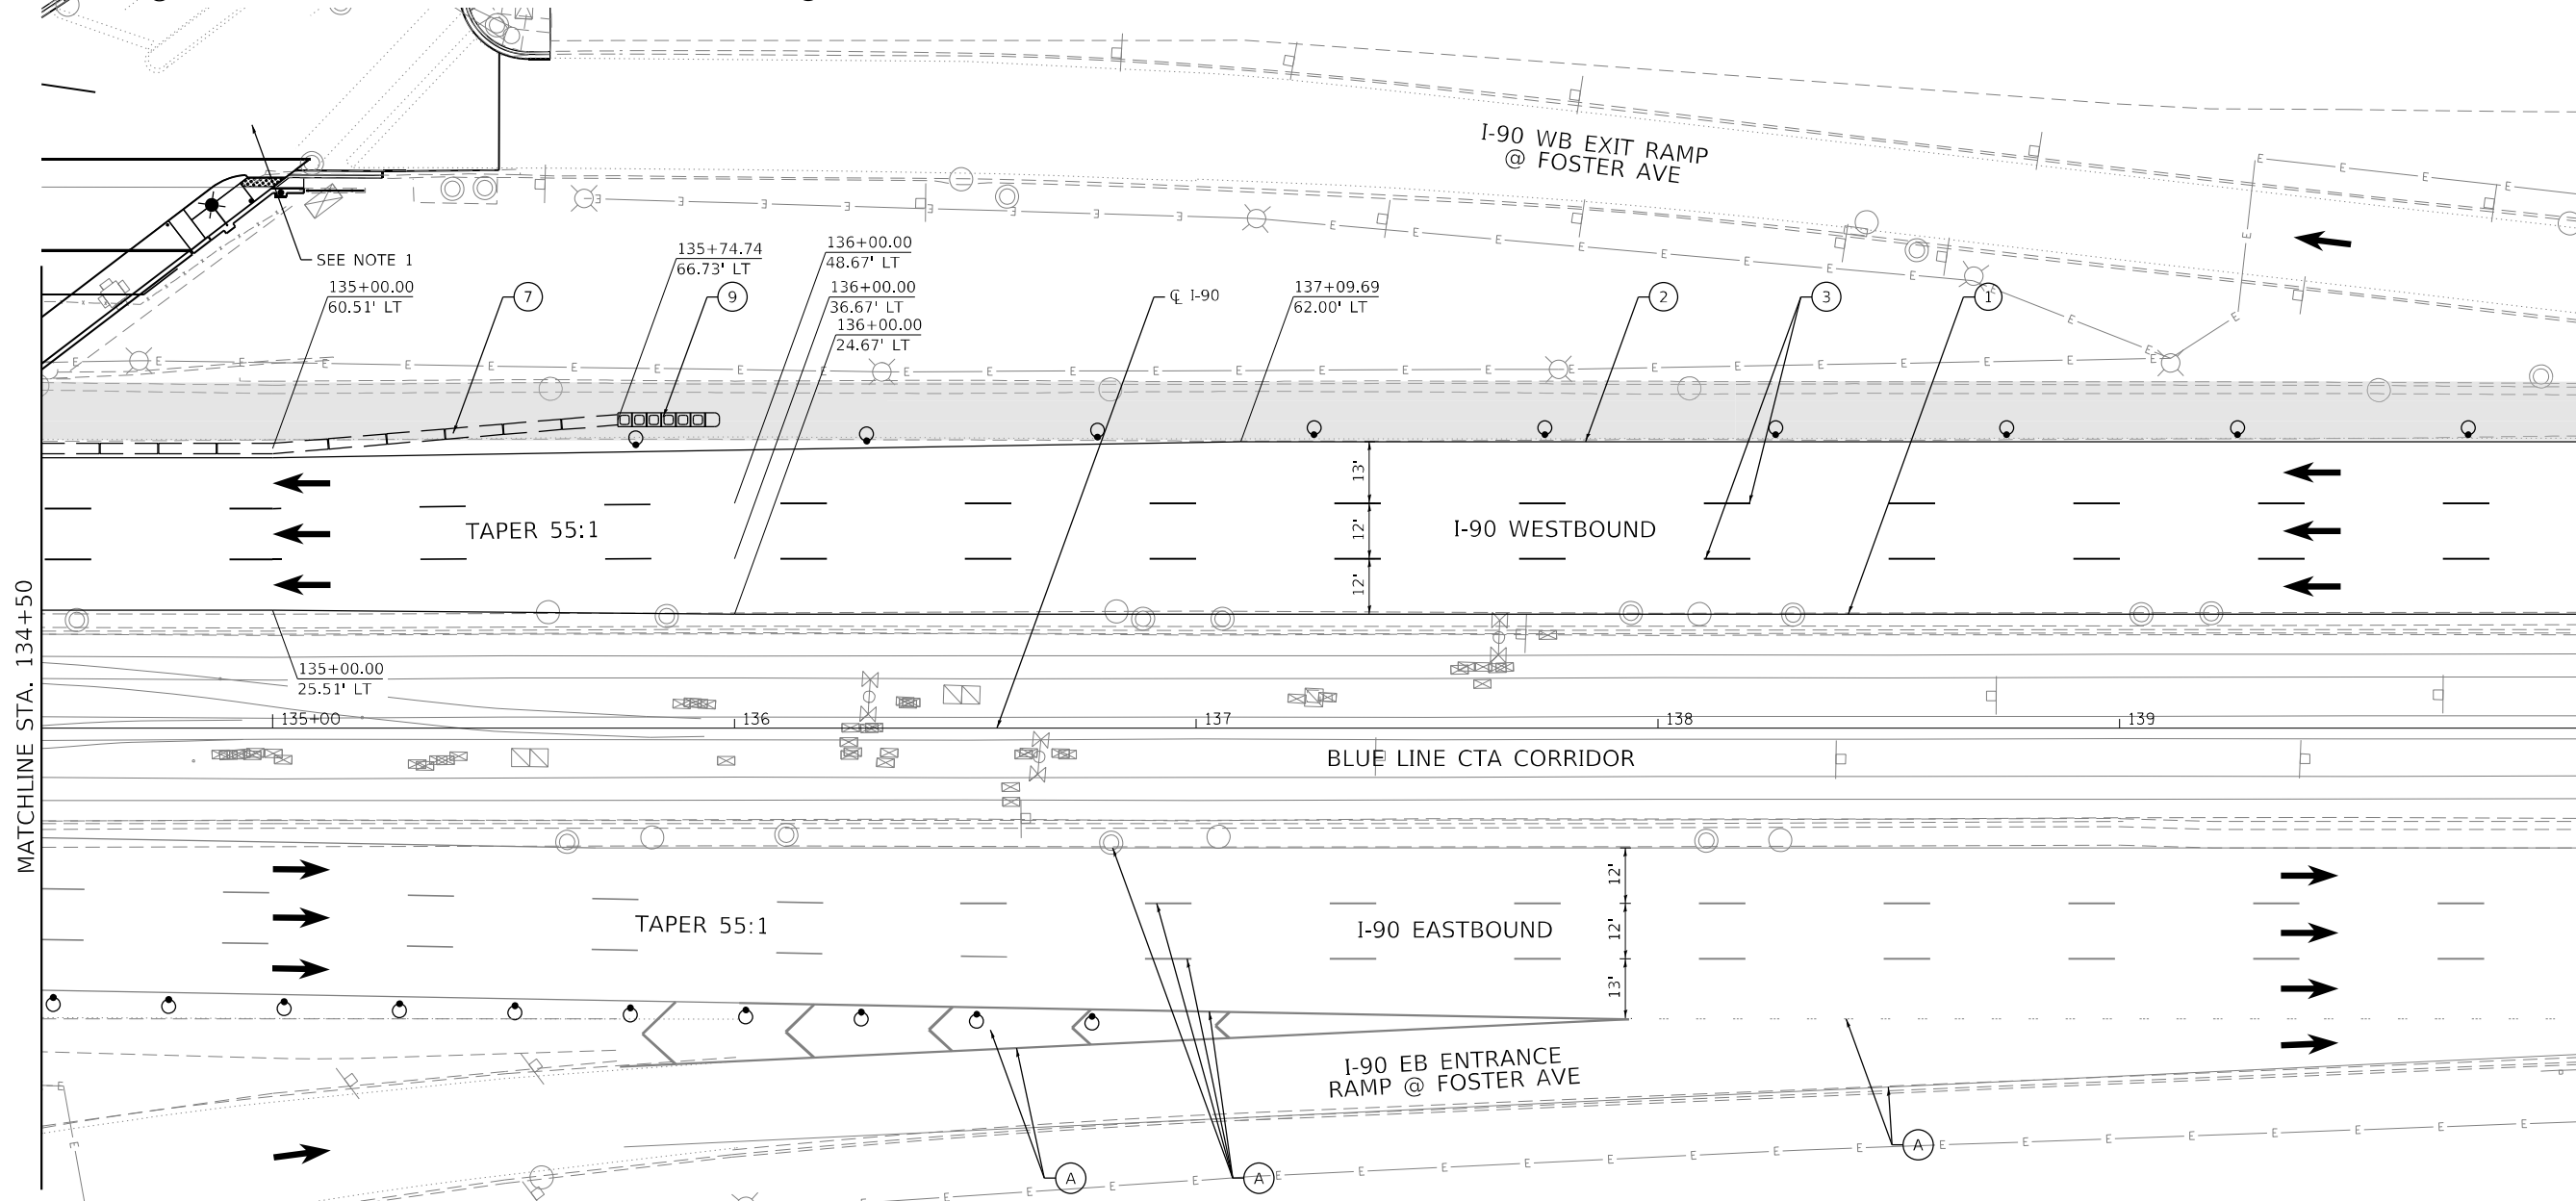 I-90 WB EXIT RAMP
@ FOSTER AVE
SEE NOTE 1
135+00.00
60.51' LT
7
135+74.74
66.73' LT
9
136+00.00
48.67' LT
136+00.00
36.67' LT
136+00.00
24.67' LT
℄ I-90
137+09.69
62.00' LT
2
3
1
13'
12'
12'
TAPER 55:1
I-90 WESTBOUND
MATCHLINE STA. 134+50
135+00.00
25.51' LT
135+00
136
137
138
139
BLUE LINE CTA CORRIDOR
12'
12'
13'
TAPER 55:1
I-90 EASTBOUND
I-90 EB ENTRANCE
RAMP @ FOSTER AVE
A
A
A